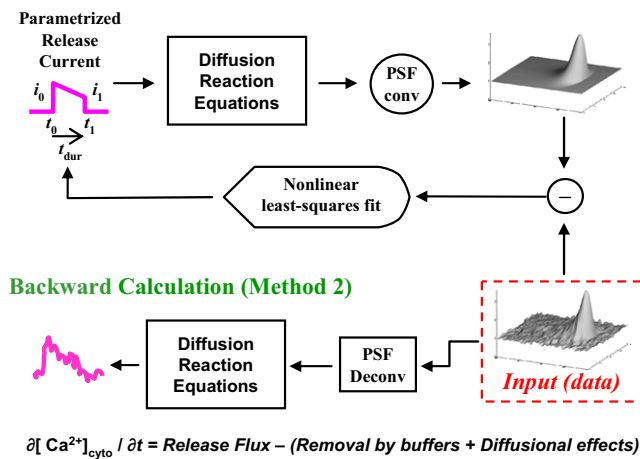 Parametrized
Release
Current
i0
i1
t0
t1
tdur
Diffusion
Reaction
Equations
PSF
conv
Nonlinear
least-squares fit
–
Backward Calculation (Method 2)
Diffusion
Reaction
Equations
PSF
Deconv
Input (data)
∂[ Ca2+]cyto / ∂t = Release Flux – (Removal by buffers + Diffusional effects)